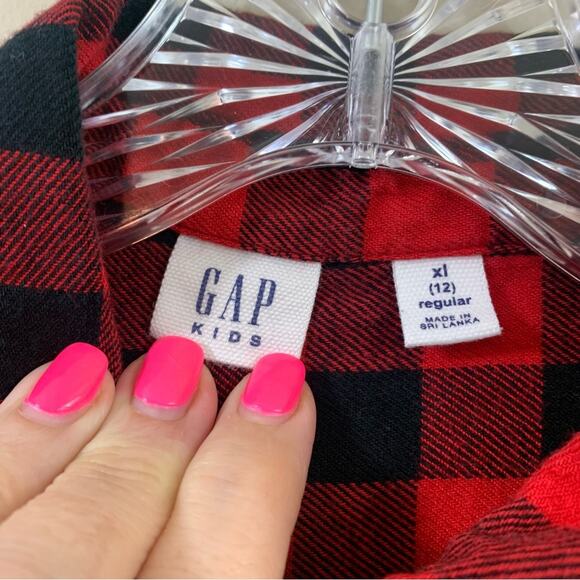 GAP
KIDS
xl
(12)
regular
MADE IN
SRI LANKA